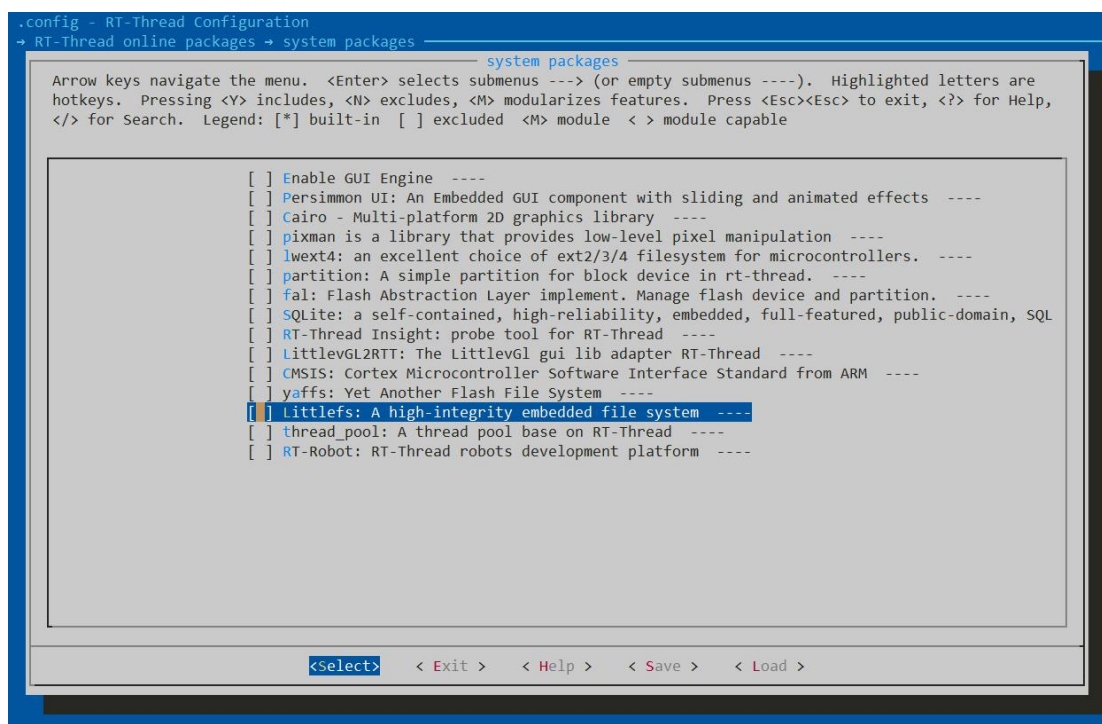 .config - RT-Thread Configuration
→ RT-Thread online packages → system packages
system packages
Arrow keys navigate the menu.  <Enter> selects submenus ---> (or empty submenus ----).  Highlighted letters are
hotkeys.  Pressing <Y> includes, <N> excludes, <M> modularizes features.  Press <Esc><Esc> to exit, <?> for Help,
</> for Search.  Legend: [*] built-in  [ ] excluded  <M> module  < > module capable
[ ] Enable GUI Engine  ----
[ ] Persimmon UI: An Embedded GUI component with sliding and animated effects  ----
[ ] Cairo - Multi-platform 2D graphics library  ----
[ ] pixman is a library that provides low-level pixel manipulation  ----
[ ] lwext4: an excellent choice of ext2/3/4 filesystem for microcontrollers.  ----
[ ] partition: A simple partition for block device in rt-thread.  ----
[ ] fal: Flash Abstraction Layer implement. Manage flash device and partition.  ----
[ ] SQLite: a self-contained, high-reliability, embedded, full-featured, public-domain, SQL
[ ] RT-Thread Insight: probe tool for RT-Thread  ----
[ ] LittlevGL2RTT: The LittlevGl gui lib adapter RT-Thread  ----
[ ] CMSIS: Cortex Microcontroller Software Interface Standard from ARM  ----
[ ] yaffs: Yet Another Flash File System  ----
[ ] Littlefs: A high-integrity embedded file system  ----
[ ] thread_pool: A thread pool base on RT-Thread  ----
[ ] RT-Robot: RT-Thread robots development platform  ----
<Select>    < Exit >    < Help >    < Save >    < Load >